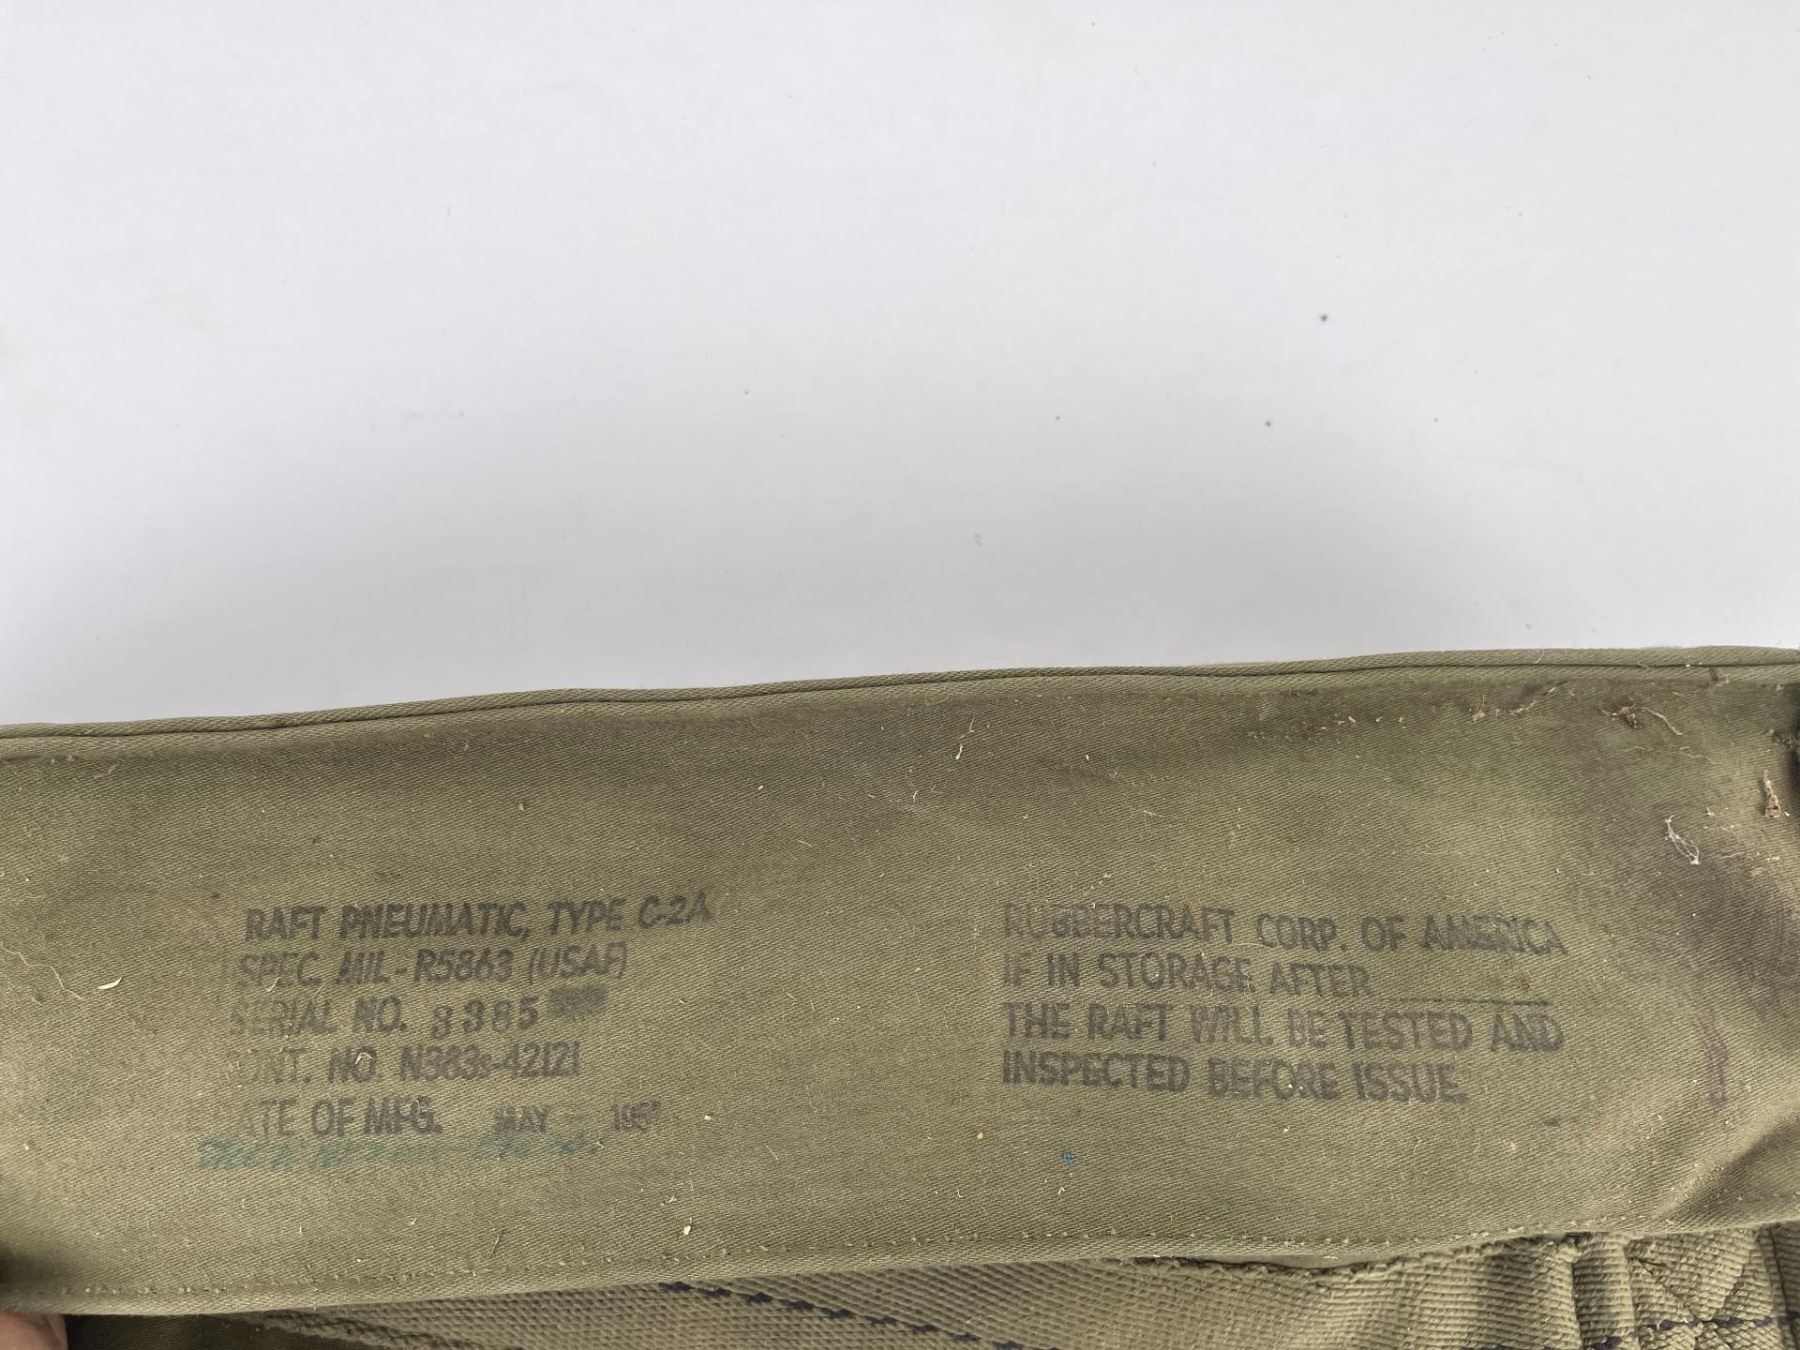 RAFT PNEUMATIC, TYPE C-2A
SPEC. MIL-R5863 (USAF)
SERIAL NO. 8385
CONT. NO. N383s-42121
DATE OF MFG. MAY
RUBBERCRAFT CORP. OF AMERICA
IF IN STORAGE AFTER
THE RAFT WILL BE TESTED AND
INSPECTED BEFORE ISSUE.